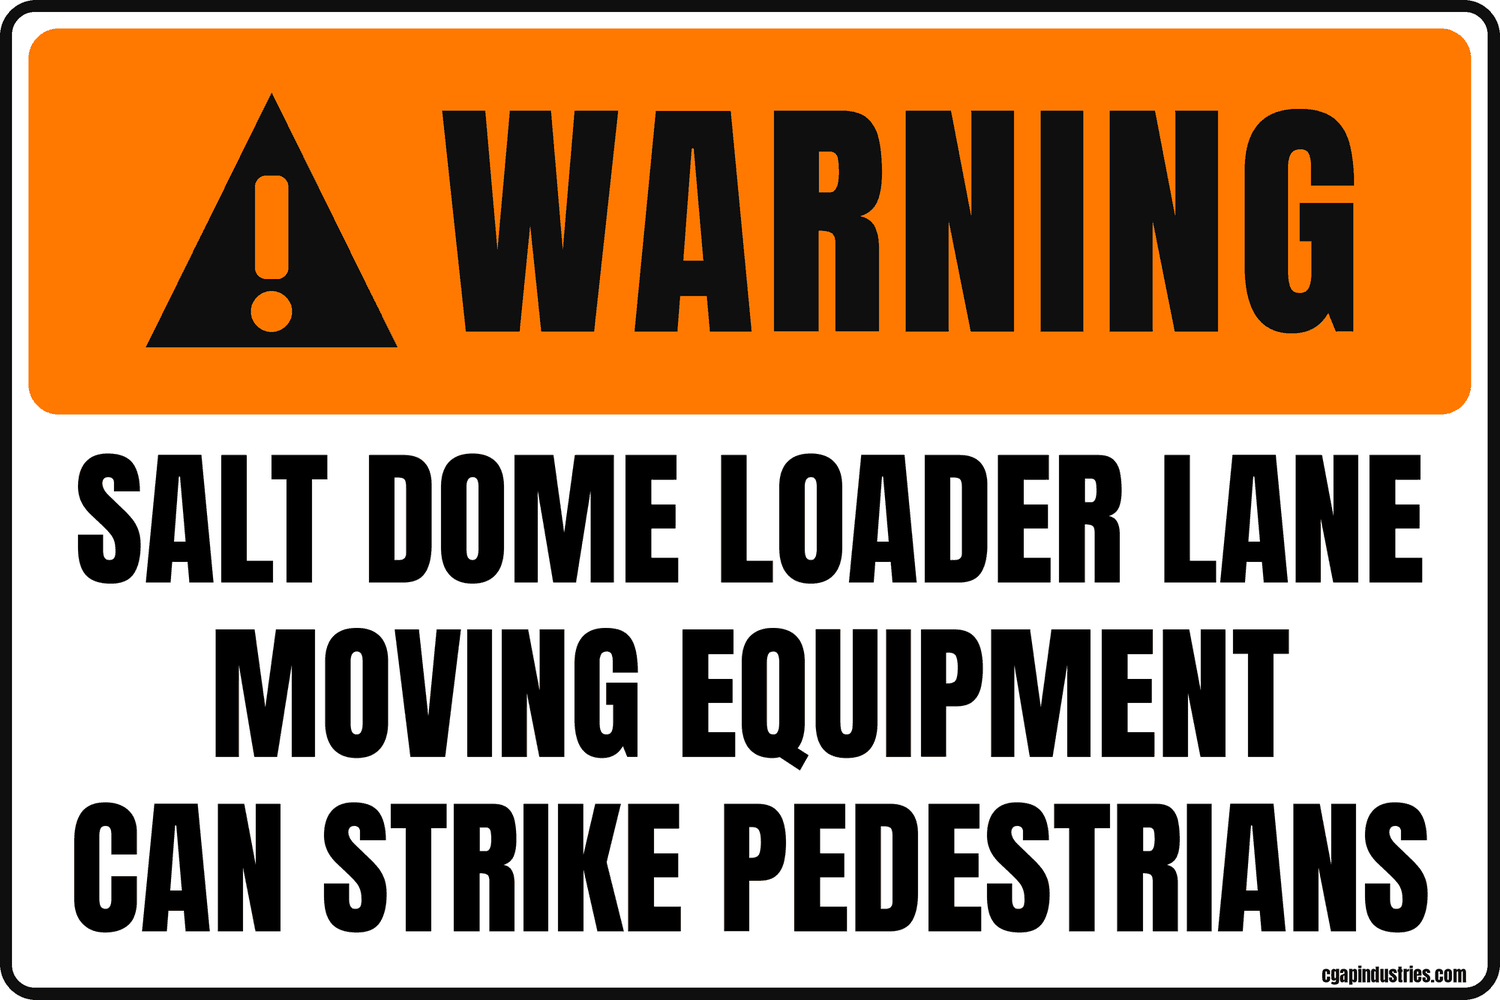 WARNING
SALT DOME LOADER LANE
MOVING EQUIPMENT
CAN STRIKE PEDESTRIANS
cgapindustries.com